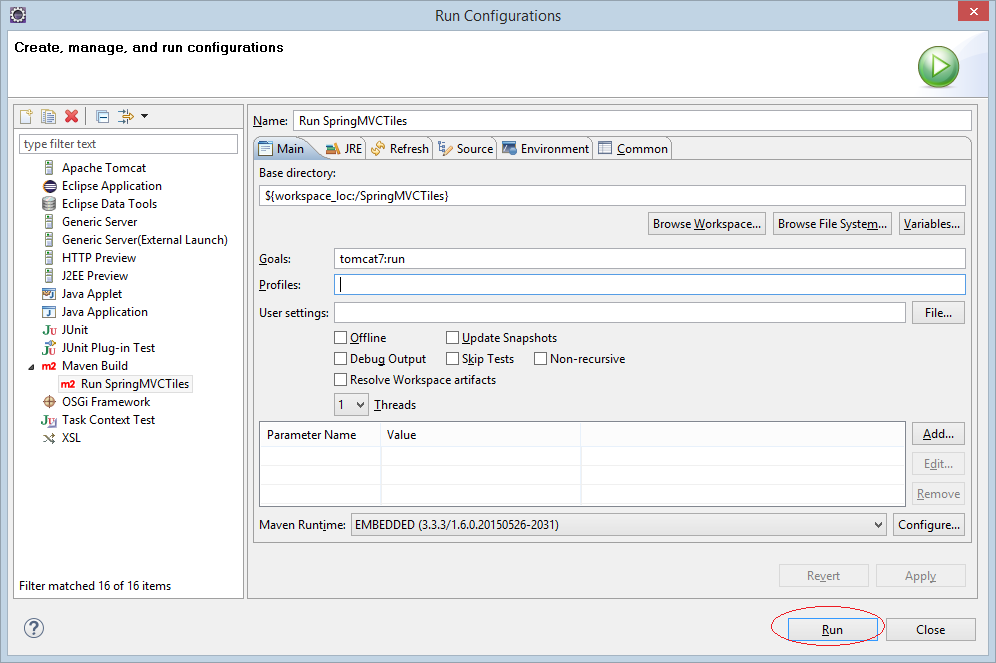 Run Configurations
Create, manage, and run configurations
type filter text
Apache Tomcat
Eclipse Application
Eclipse Data Tools
Generic Server
Generic Server(External Launch)
HTTP Preview
J2EE Preview
Java Applet
Java Application
JUnit
JUnit Plug-in Test
Maven Build
Run SpringMVCTiles
OSGi Framework
Task Context Test
XSL
Filter matched 16 of 16 items
Name: Run SpringMVCTiles
Main JRE Refresh Source Environment Common
Base directory:
${workspace_loc:/SpringMVCTiles}
Browse Workspace... Browse File System... Variables...
Goals: tomcat7:run
Profiles:
User settings: File...
Offline Update Snapshots
Debug Output Skip Tests Non-recursive
Resolve Workspace artifacts
1 Threads
Parameter Name Value
Add...
Edit...
Remove
Maven Runtime: EMBEDDED (3.3.3/1.6.0.20150526-2031) Configure...
Revert Apply
Run Close